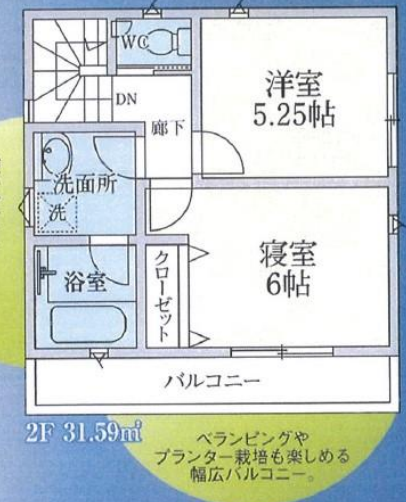 WC
洋室
5.25帖
DN
廊下
洗面所
洗
浴室
クローゼット
寝室
6帖
バルコニー
2F 31.59㎡
ベランピングや
プランター栽培も楽しめる
幅広バルコニー。